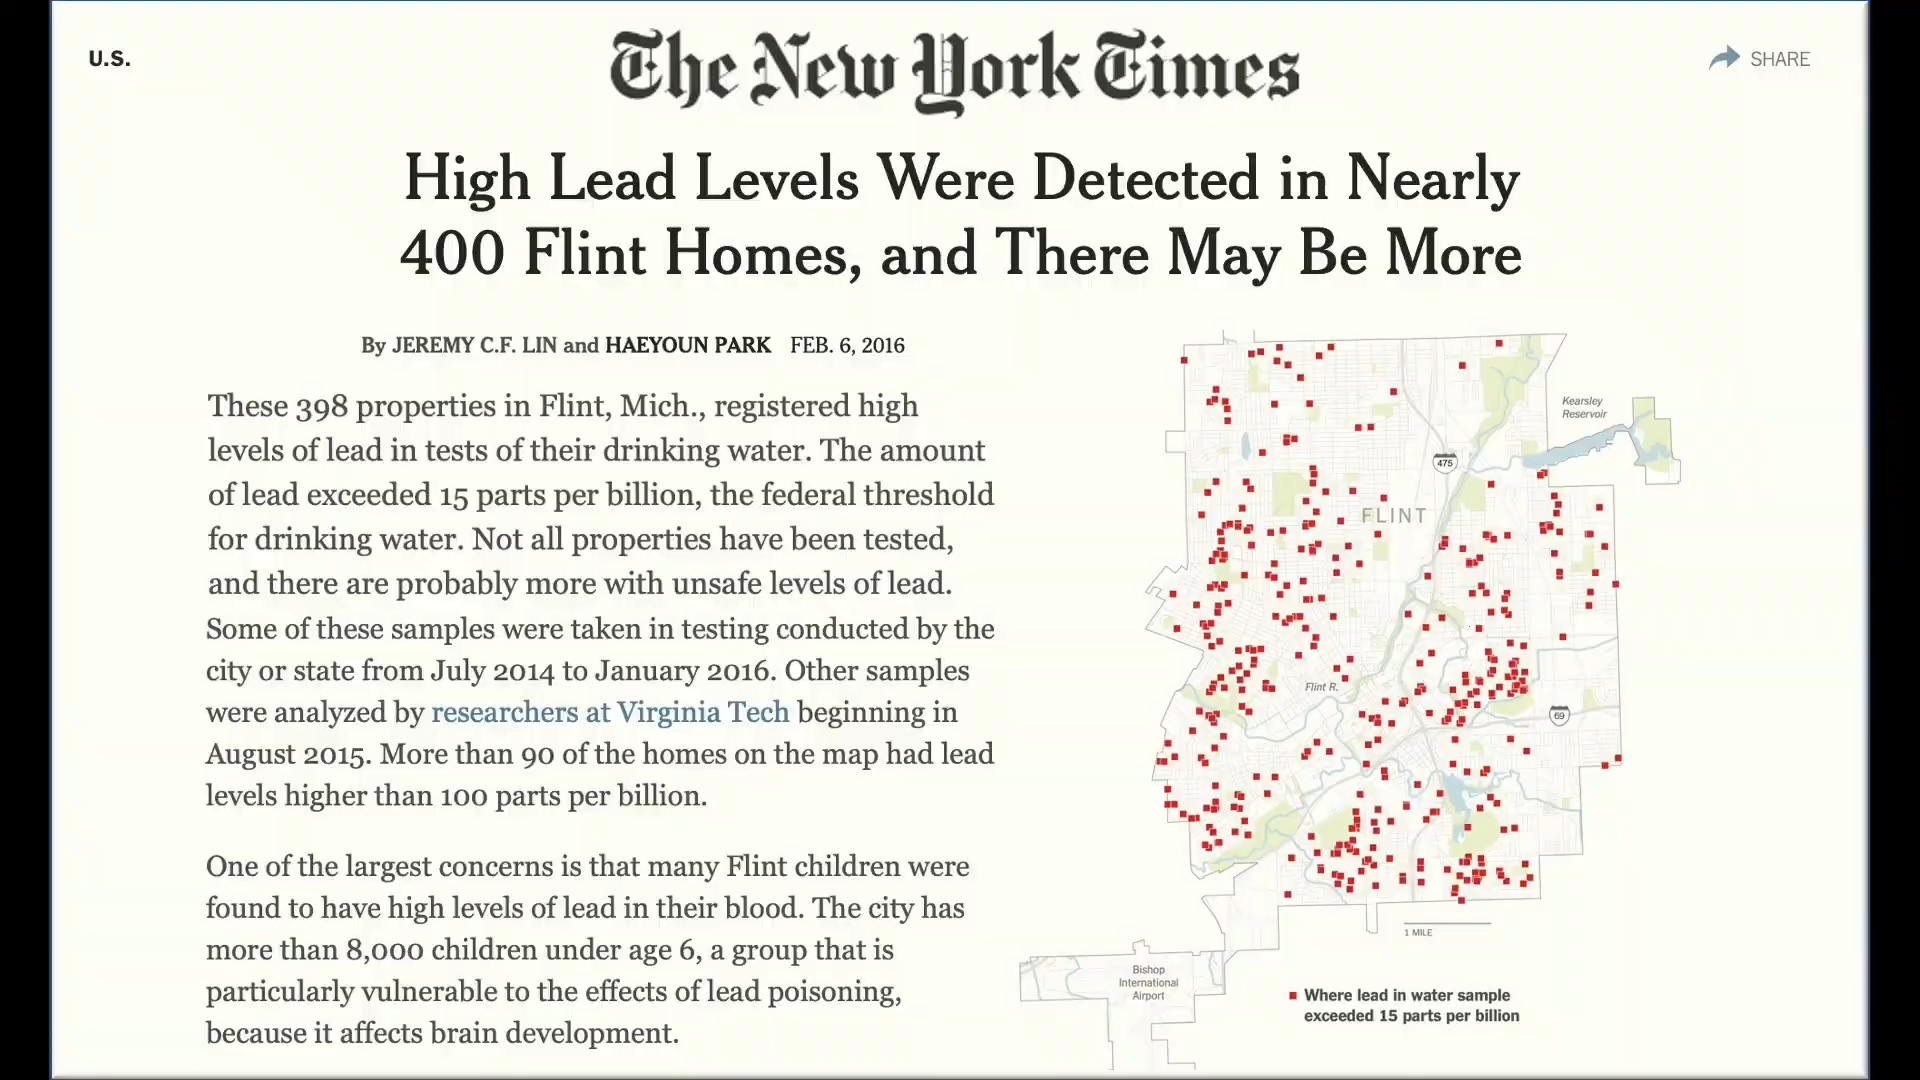 U.S.
The New York Times
SHARE
High Lead Levels Were Detected in Nearly
400 Flint Homes, and There May Be More
By JEREMY C.F. LIN and HAEYOUN PARK FEB. 6, 2016
These 398 properties in Flint, Mich., registered high
levels of lead in tests of their drinking water. The amount
of lead exceeded 15 parts per billion, the federal threshold
for drinking water. Not all properties have been tested,
and there are probably more with unsafe levels of lead.
Some of these samples were taken in testing conducted by the
city or state from July 2014 to January 2016. Other samples
were analyzed by researchers at Virginia Tech beginning in
August 2015. More than 90 of the homes on the map had lead
levels higher than 100 parts per billion.
One of the largest concerns is that many Flint children were
found to have high levels of lead in their blood. The city has
more than 8,000 children under age 6, a group that is
particularly vulnerable to the effects of lead poisoning,
because it affects brain development.
Kearsley
Reservoir
475
FLINT
Flint R.
69
1 MILE
Bishop
International
Airport
Where lead in water sample
exceeded 15 parts per billion